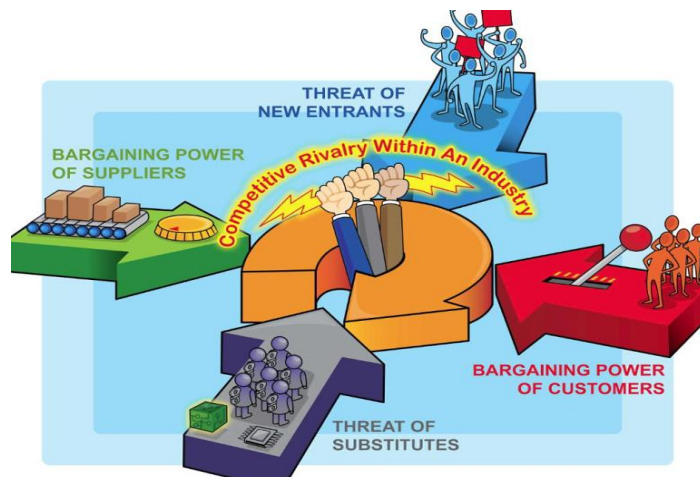 THREAT OF
NEW ENTRANTS
BARGAINING POWER
OF SUPPLIERS
Competitive Rivalry Within An Industry
BARGAINING POWER
OF CUSTOMERS
THREAT OF
SUBSTITUTES